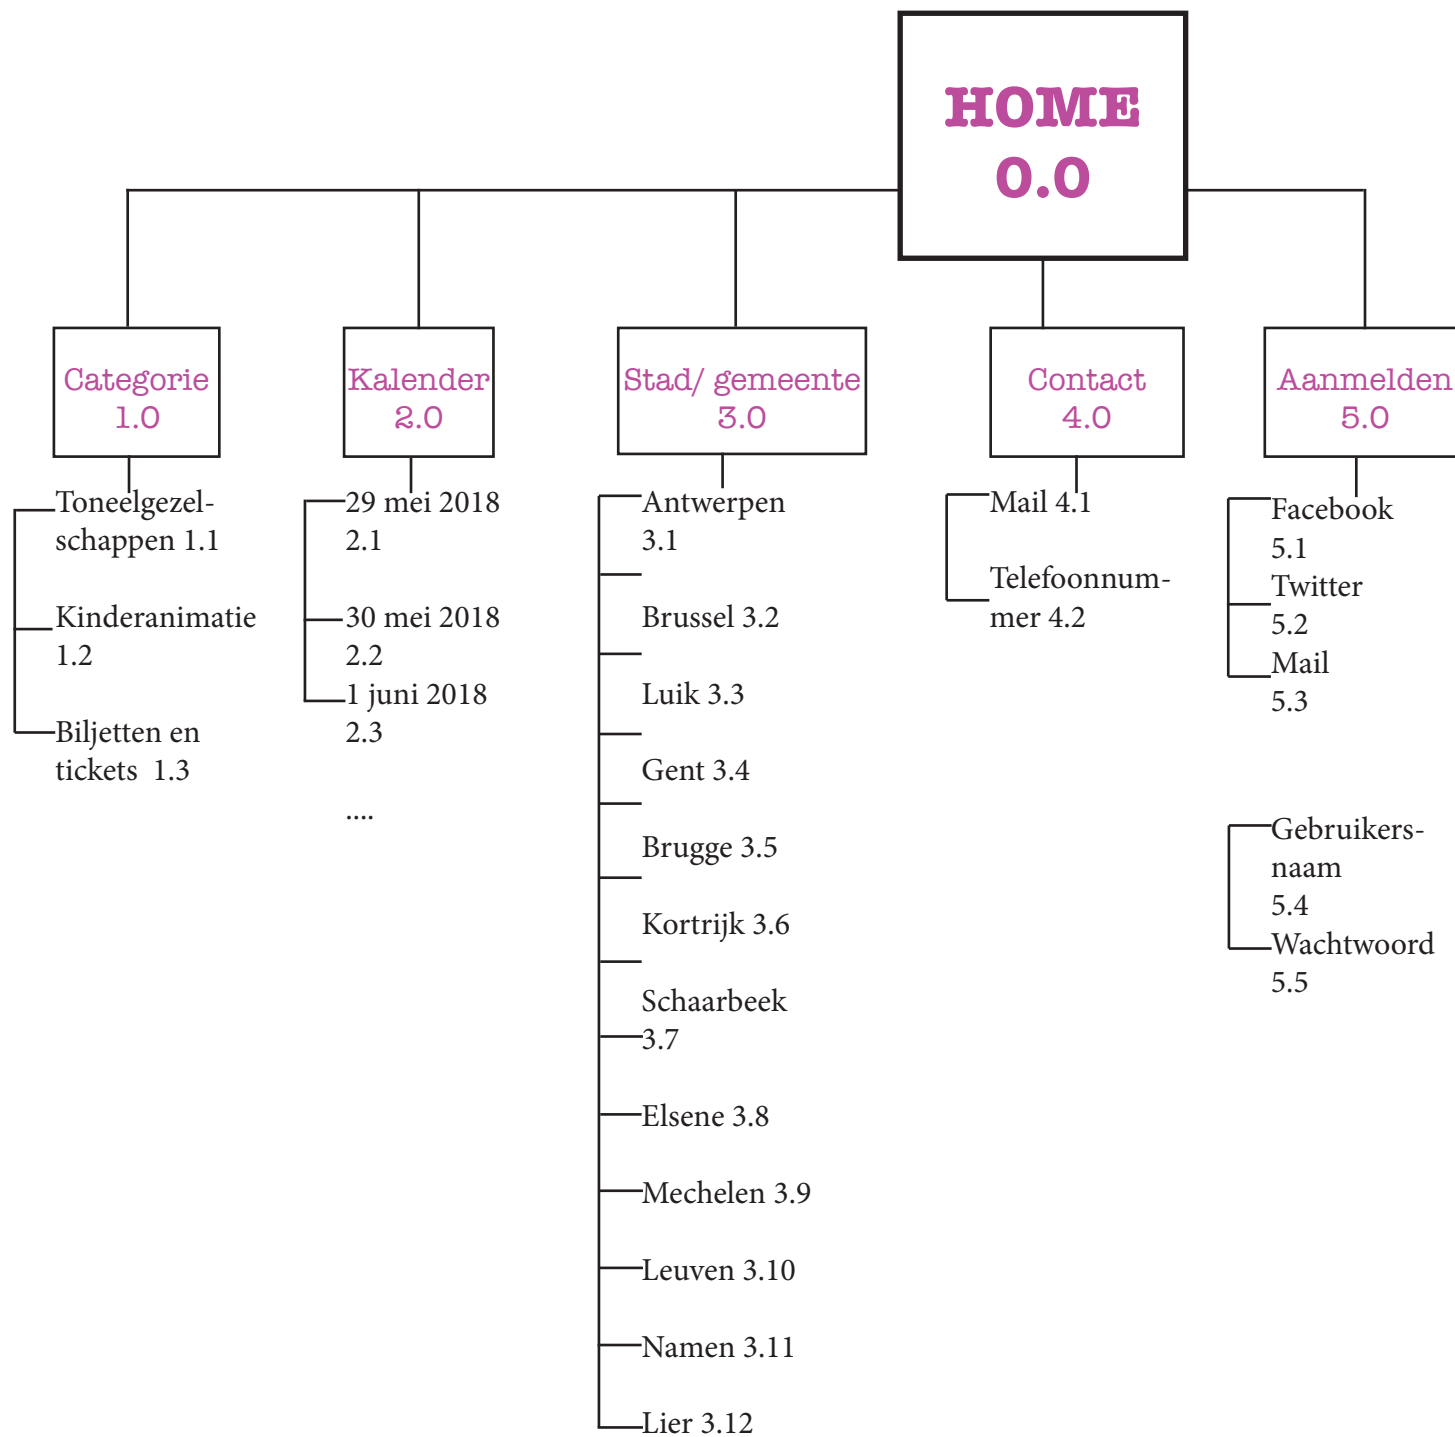 HOME
0.0
Categorie
1.0
Toneelgezel-
schappen 1.1
Kinderanimatie
1.2
Biljetten en
tickets 1.3
Kalender
2.0
29 mei 2018
2.1
30 mei 2018
2.2
1 juni 2018
2.3
....
Stad/ gemeente
3.0
Antwerpen
3.1
Brussel 3.2
Luik 3.3
Gent 3.4
Brugge 3.5
Kortrijk 3.6
Schaarbeek
3.7
Elsene 3.8
Mechelen 3.9
Leuven 3.10
Namen 3.11
Lier 3.12
Contact
4.0
Mail 4.1
Telefoonnum-
mer 4.2
Aanmelden
5.0
Facebook
5.1
Twitter
5.2
Mail
5.3
Gebruikers-
naam
5.4
Wachtwoord
5.5